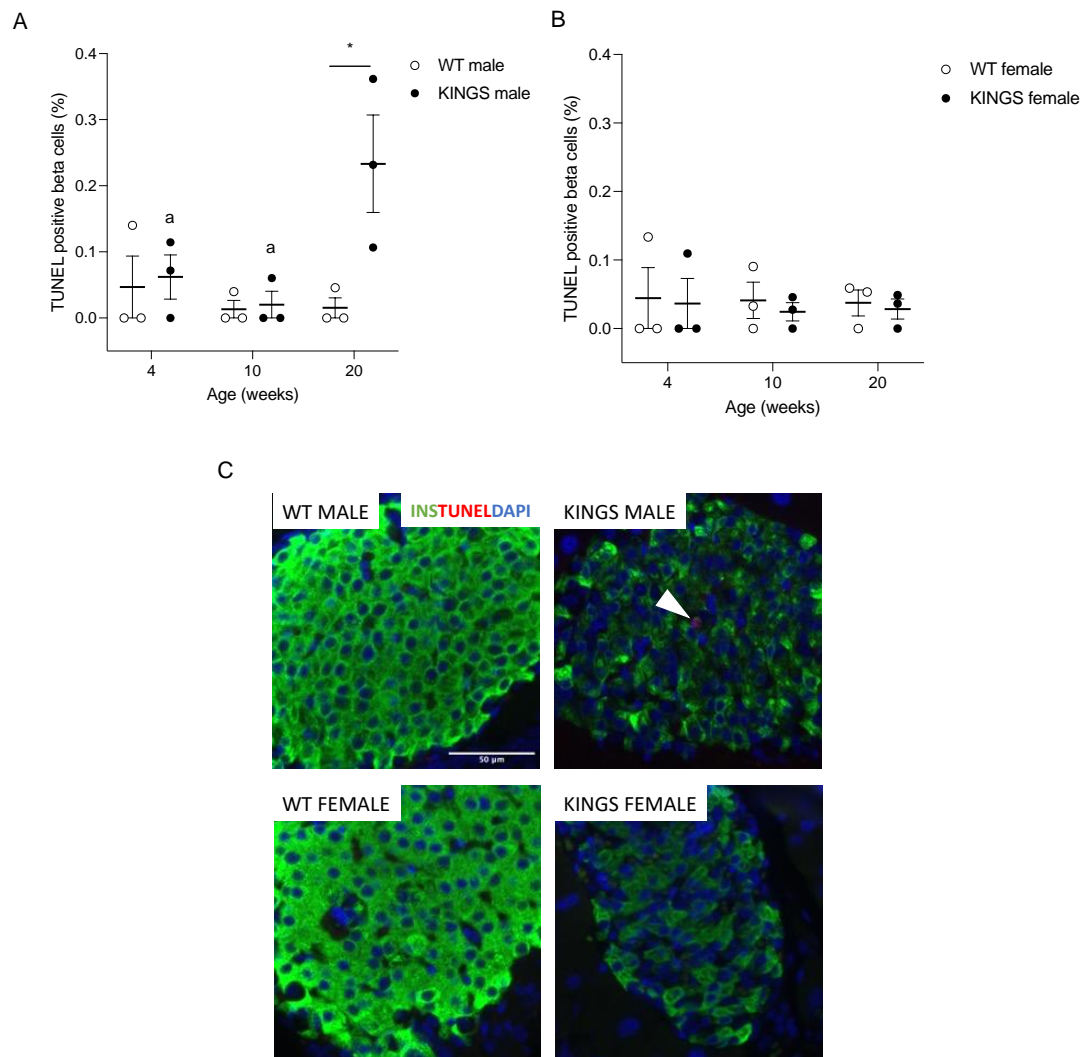 A
TUNEL positive beta cells (%)
0.4
0.3
0.2
0.1
0.0
a
a
*
4
10
20
Age (weeks)
WT male
KINGS male
B
TUNEL positive beta cells (%)
0.4
0.3
0.2
0.1
0.0
4
10
20
Age (weeks)
WT female
KINGS female
C
WT MALE
INSTUNELDAPI
50 µm
KINGS MALE
WT FEMALE
KINGS FEMALE